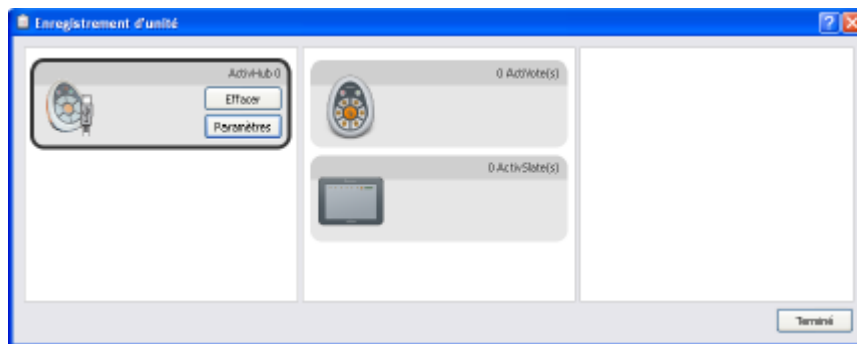 Enregistrement d'unité
ActivHub 0
Effacer
Paramètres
0 ActiVote(s)
0 ActivSlate(s)
Terminé